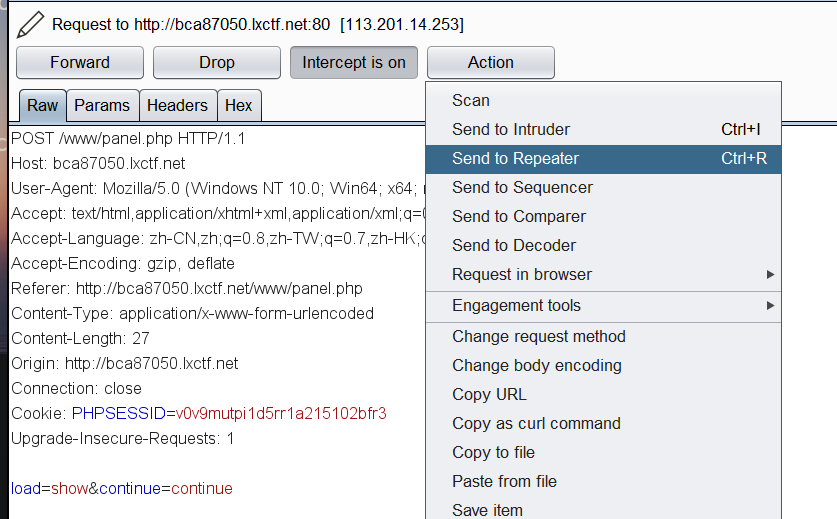 Request to http://bca87050.lxctf.net:80 [113.201.14.253]
Forward Drop Intercept is on Action
Raw Params Headers Hex
POST /www/panel.php HTTP/1.1
Host: bca87050.lxctf.net
User-Agent: Mozilla/5.0 (Windows NT 10.0; Win64; x64;
Accept: text/html,application/xhtml+xml,application/xml;q=
Accept-Language: zh-CN,zh;q=0.8,zh-TW;q=0.7,zh-HK;
Accept-Encoding: gzip, deflate
Referer: http://bca87050.lxctf.net/www/panel.php
Content-Type: application/x-www-form-urlencoded
Content-Length: 27
Origin: http://bca87050.lxctf.net
Connection: close
Cookie: PHPSESSID=v0v9mutpi1d5rr1a215102bfr3
Upgrade-Insecure-Requests: 1
load=show&continue=continue
Scan
Send to Intruder Ctrl+I
Send to Repeater Ctrl+R
Send to Sequencer
Send to Comparer
Send to Decoder
Request in browser
Engagement tools
Change request method
Change body encoding
Copy URL
Copy as curl command
Copy to file
Paste from file
Save item